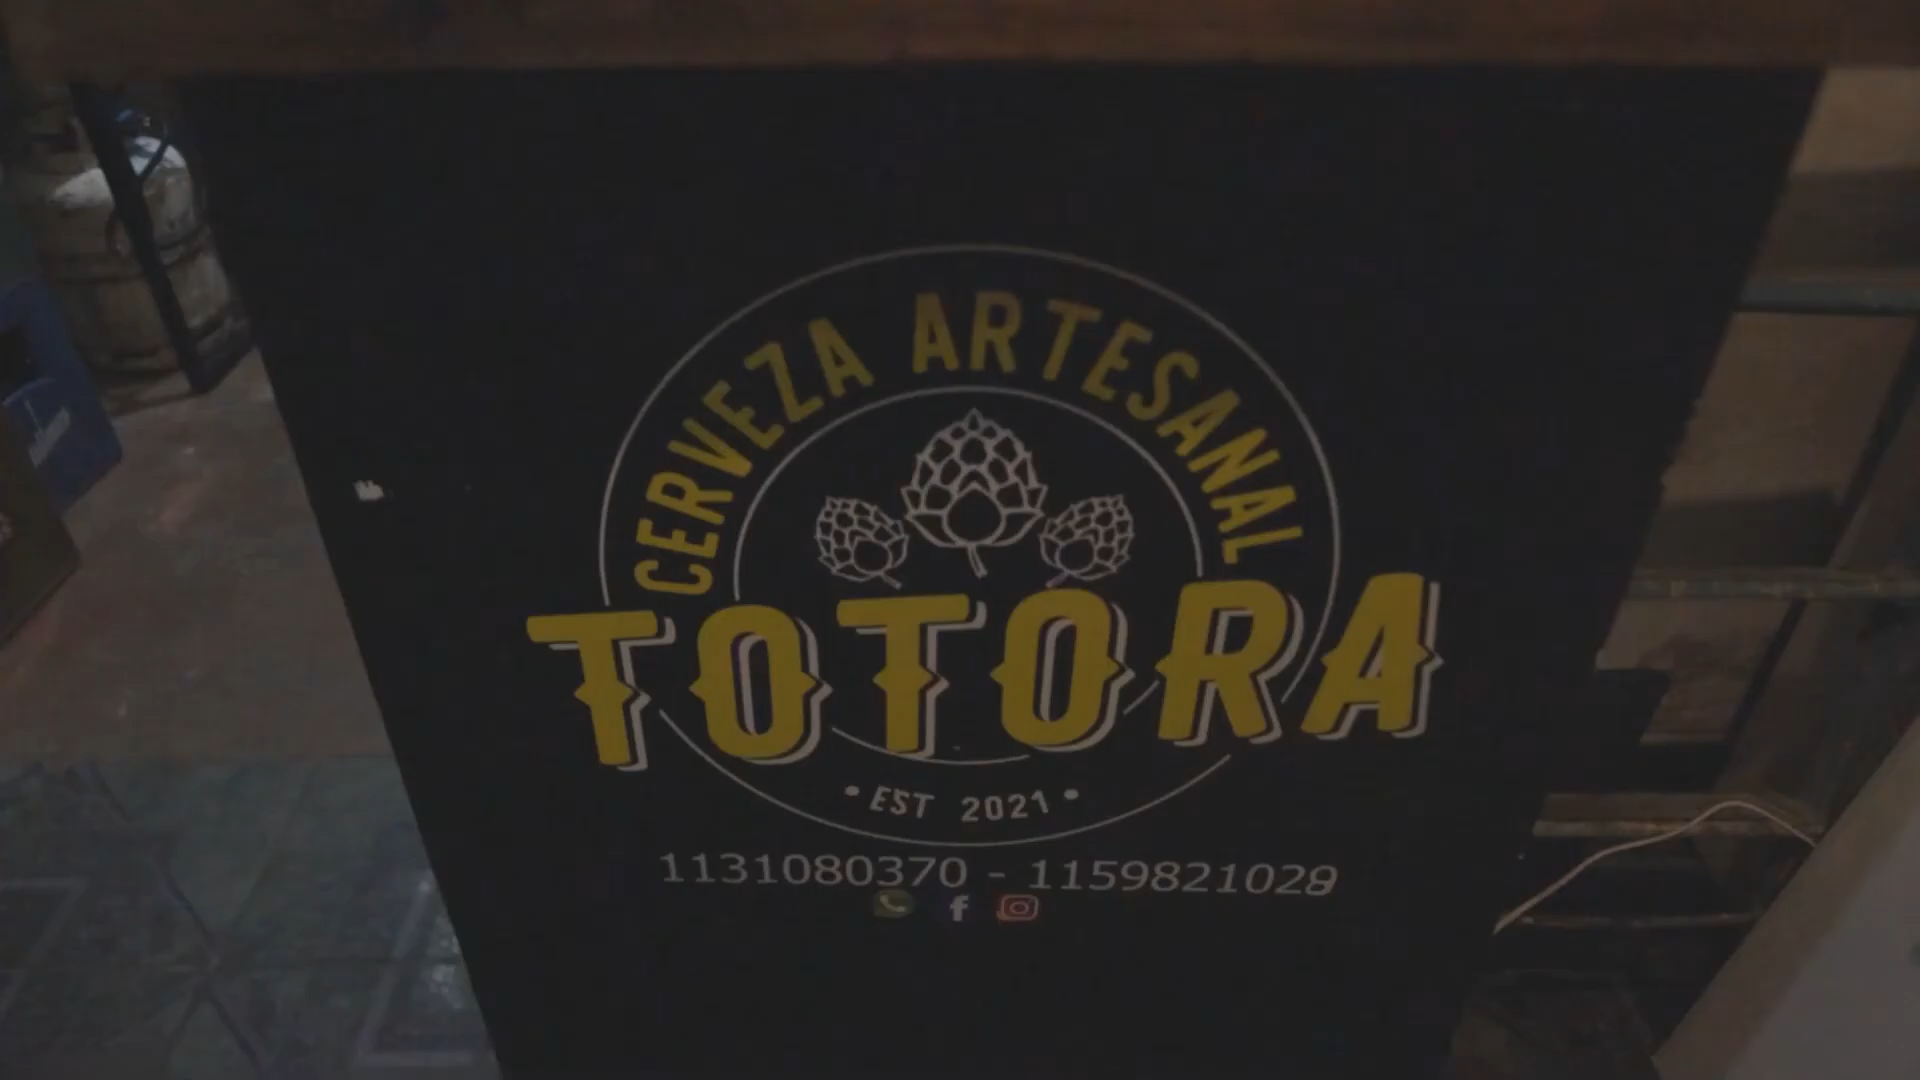 CERVEZA ARTESANAL
TOTORA
• EST 2021 •
1131080370 - 1159821028